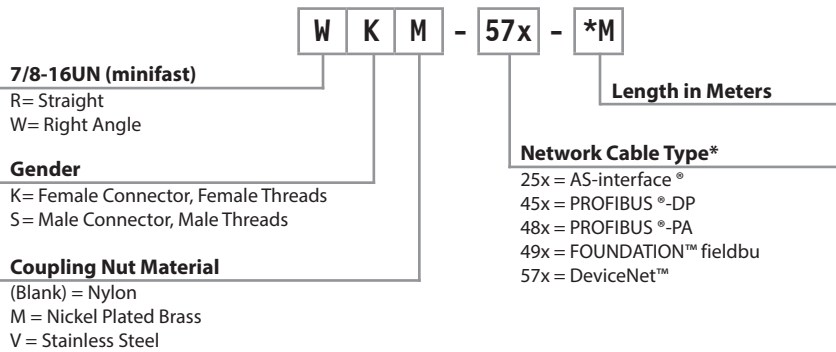 W K M - 57x - *M
7/8-16UN (minifast)
R= Straight
W= Right Angle
Gender
K= Female Connector, Female Threads
S= Male Connector, Male Threads
Coupling Nut Material
(Blank) = Nylon
M = Nickel Plated Brass
V = Stainless Steel
Length in Meters
Network Cable Type*
25x = AS-interface ®
45x = PROFIBUS ®-DP
48x = PROFIBUS ®-PA
49x = FOUNDATION™ fieldbu
57x = DeviceNet™